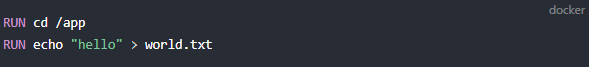 docker
RUN cd /app
RUN echo "hello" > world.txt